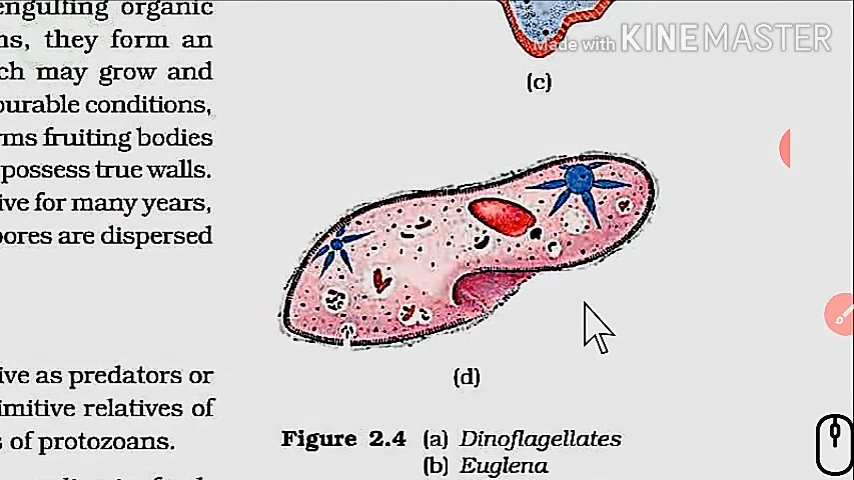 engulfing organic
ns, they form an
ch may grow and
ourable conditions,
rms fruiting bodies
possess true walls.
ive for many years,
pores are dispersed
ive as predators or
imitive relatives of
s of protozoans.
Made with KINEMASTER
(c)
(d)
Figure 2.4 (a) Dinoflagellates
(b) Euglena